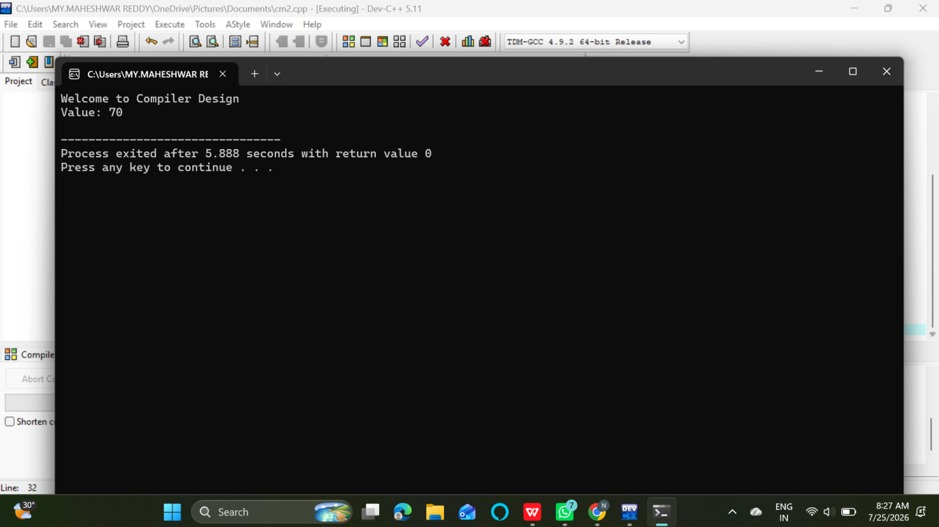 C:\Users\MY.MAHESHWAR REDDY\OneDrive\Pictures\Documents\cm2.cpp - [Executing] - Dev-C++ 5.11
File Edit Search View Project Execute Tools AStyle Window Help
TDM-GCC 4.9.2 64-bit Release
Project Clas
C:\Users\MY.MAHESHWAR RE
Welcome to Compiler Design
Value: 70
--------------------------------
Process exited after 5.888 seconds with return value 0
Press any key to continue . . .
Compile
Abort Co
Shorten co
Line: 32
30°
Search
ENG
IN
8:27 AM
7/25/2026